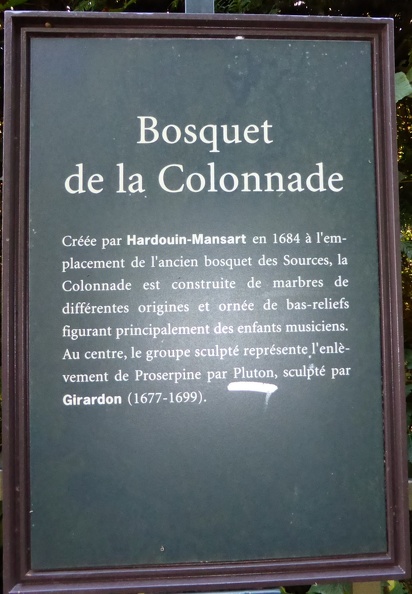 Bosquet
de la Colonnade
Créée par Hardouin-Mansart en 1684 à l'em-
placement de l'ancien bosquet des Sources, la
Colonnade est construite de marbres de
différentes origines et ornée de bas-reliefs
figurant principalement des enfants musiciens.
Au centre, le groupe sculpté représente l'enlè-
vement de Proserpine par Pluton, sculpté par
Girardon (1677-1699).